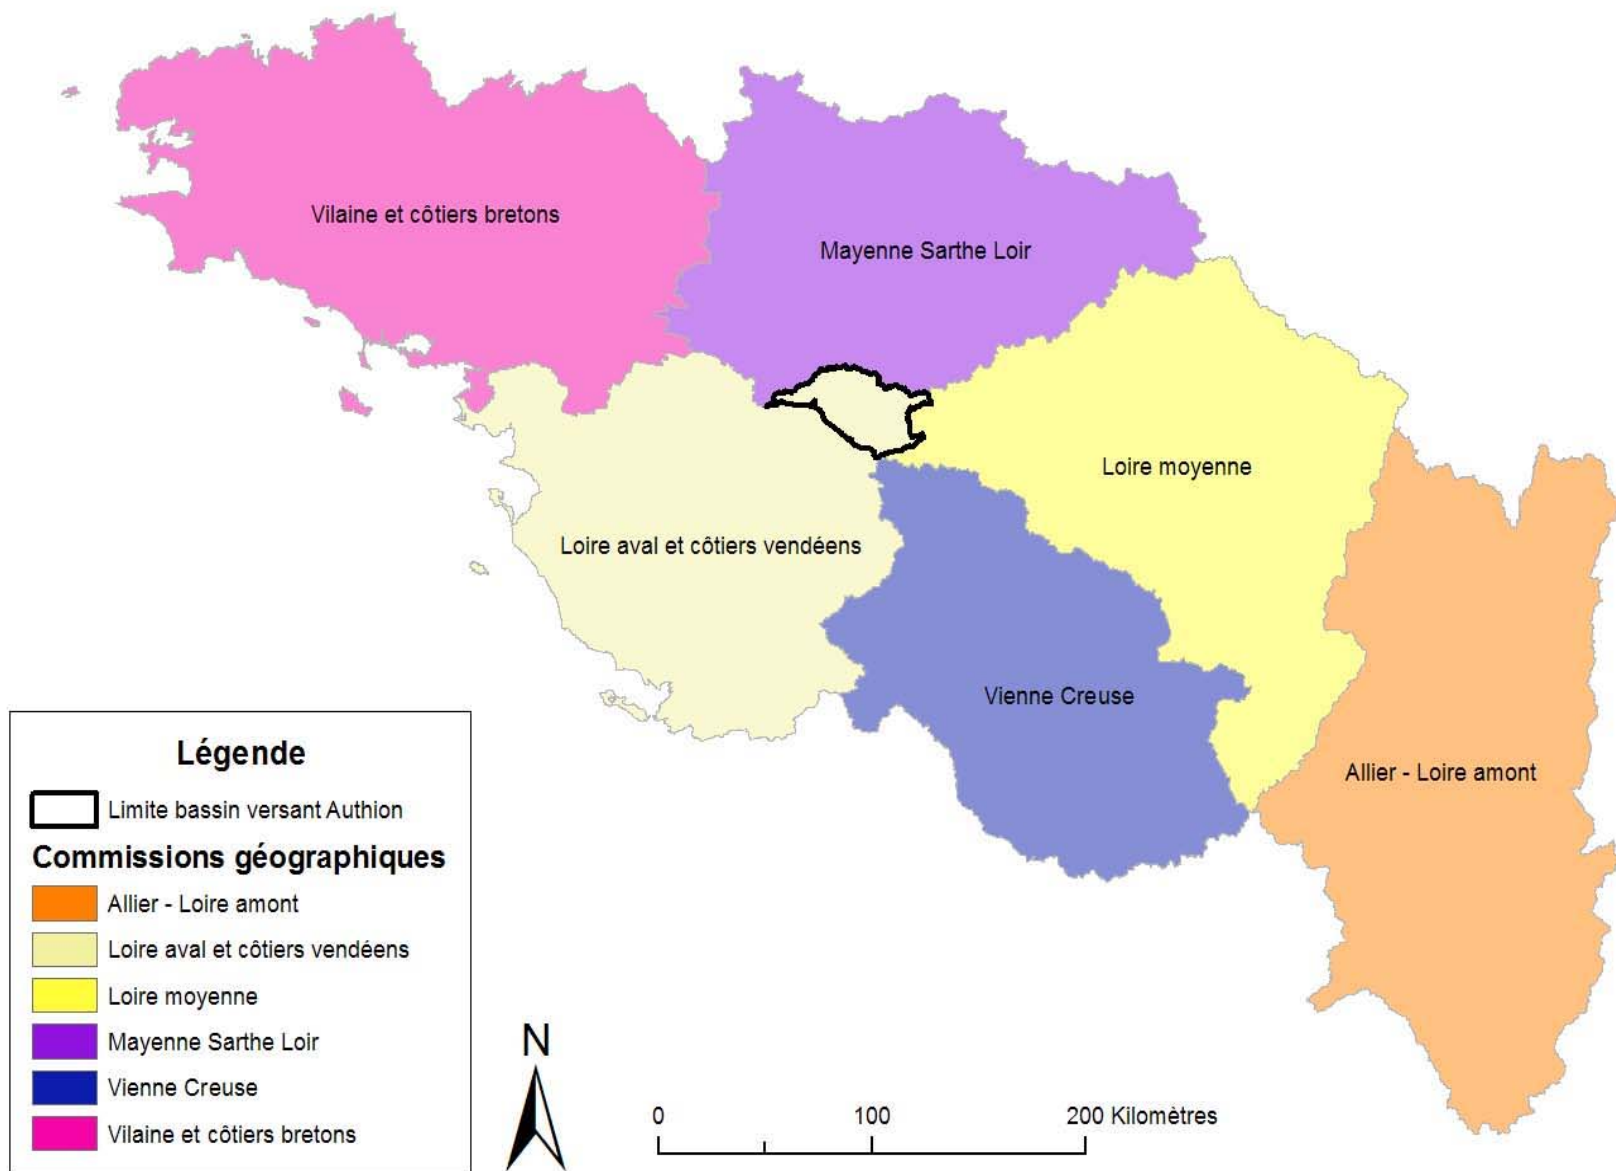 Vilaine et côtiers bretons
Mayenne Sarthe Loir
Loire moyenne
Loire aval et côtiers vendéens
Vienne Creuse
Allier - Loire amont
Légende
Limite bassin versant Authion
Commissions géographiques
Allier - Loire amont
Loire aval et côtiers vendéens
Loire moyenne
Mayenne Sarthe Loir
Vienne Creuse
Vilaine et côtiers bretons
N
0 100 200 Kilomètres